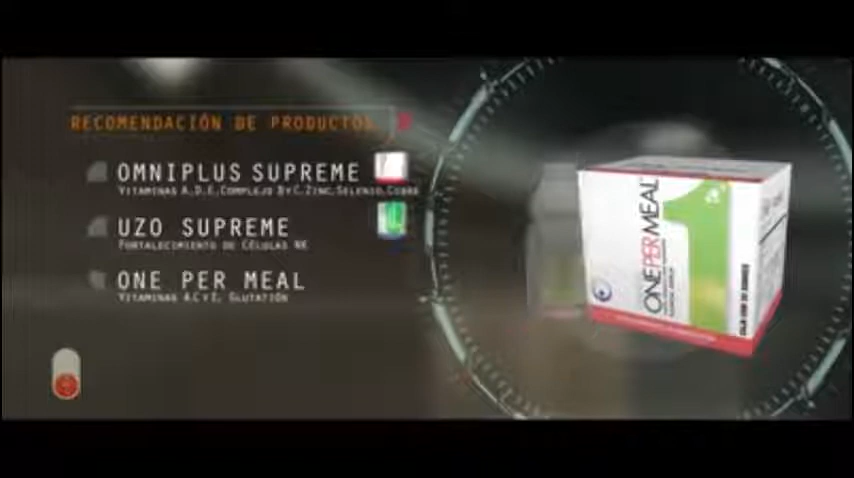 RECOMENDACIÓN DE PRODUCTOS
OMNIPLUS SUPREME
VITAMINAS A,D,E,COMPLEJO B Y C,ZINC,SELENIO,COBRE
UZO SUPREME
FORTALECIMIENTO DE CÉLULAS NK
ONE PER MEAL
VITAMINAS A,C Y E, GLUTATIÓN
ONE PER MEAL
1